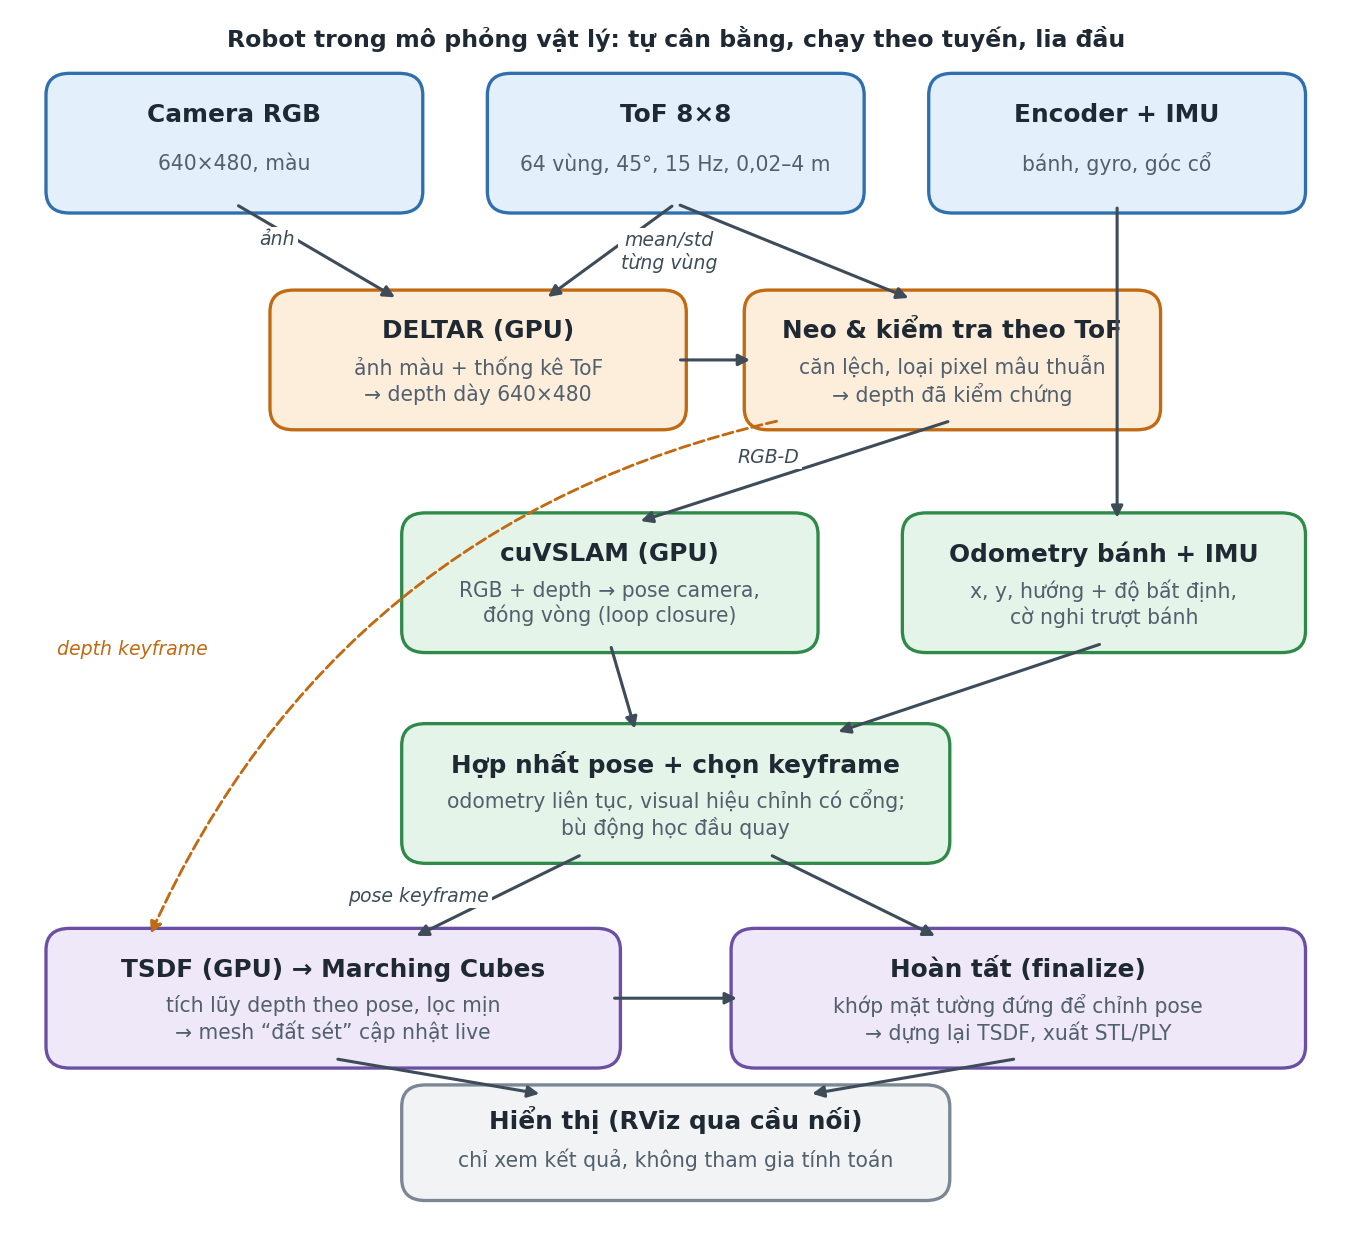 Robot trong mô phỏng vật lý: tự cân bằng, chạy theo tuyến, lia đầu
Camera RGB
640×480, màu
ToF 8×8
64 vùng, 45°, 15 Hz, 0,02–4 m
Encoder + IMU
bánh, gyro, góc cổ
ảnh
mean/std
từng vùng
DELTAR (GPU)
ảnh màu + thống kê ToF
→ depth dày 640×480
Neo & kiểm tra theo ToF
căn lệch, loại pixel mâu thuẫn
→ depth đã kiểm chứng
RGB-D
cuVSLAM (GPU)
RGB + depth → pose camera,
đóng vòng (loop closure)
Odometry bánh + IMU
x, y, hướng + độ bất định,
cờ nghi trượt bánh
depth keyframe
Hợp nhất pose + chọn keyframe
odometry liên tục, visual hiệu chỉnh có cổng;
bù động học đầu quay
pose keyframe
TSDF (GPU) → Marching Cubes
tích lũy depth theo pose, lọc mịn
→ mesh “đất sét” cập nhật live
Hoàn tất (finalize)
khớp mặt tường đứng để chỉnh pose
→ dựng lại TSDF, xuất STL/PLY
Hiển thị (RViz qua cầu nối)
chỉ xem kết quả, không tham gia tính toán